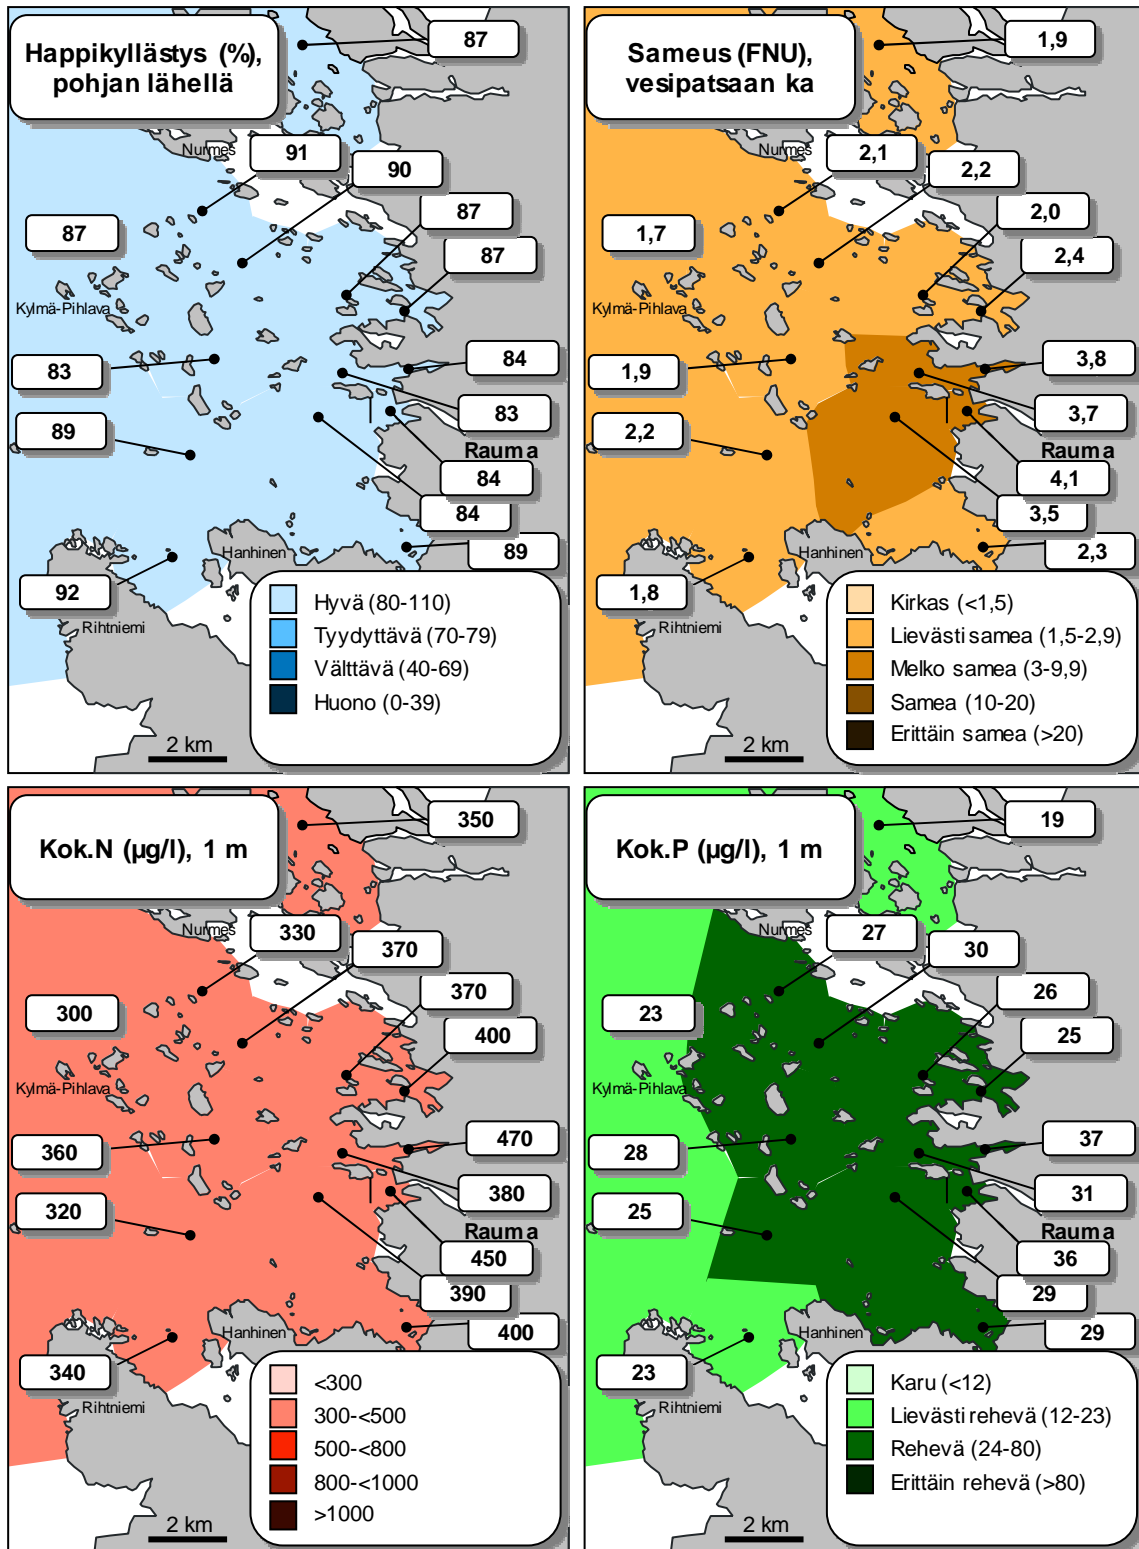 Happikyllästys (%),
pohjan lähellä
87
Nurmes
91
90
87
87
87
Kylmä-Pihlava
83
84
83
89
Rauma
84
84
Hanhinen
89
92
Rihtniemi
Hyvä (80-110)
Tyydyttävä (70-79)
Välttävä (40-69)
Huono (0-39)
2 km
Sameus (FNU),
vesipatsaan ka
1,9
Nurmes
2,1
2,2
2,0
1,7
2,4
Kylmä-Pihlava
1,9
3,8
3,7
2,2
Rauma
4,1
3,5
Hanhinen
2,3
1,8
Rihtniemi
Kirkas (<1,5)
Lievästi samea (1,5-2,9)
Melko samea (3-9,9)
Samea (10-20)
Erittäin samea (>20)
2 km
Kok.N (µg/l), 1 m
350
Nurmes
330
370
370
300
400
Kylmä-Pihlava
360
470
380
320
Rauma
450
390
Hanhinen
400
340
Rihtniemi
<300
300-<500
500-<800
800-<1000
>1000
2 km
Kok.P (µg/l), 1 m
19
Nurmes
27
30
26
23
25
Kylmä-Pihlava
28
37
31
25
Rauma
36
29
Hanhinen
29
23
Rihtniemi
Karu (<12)
Lievästi rehevä (12-23)
Rehevä (24-80)
Erittäin rehevä (>80)
2 km